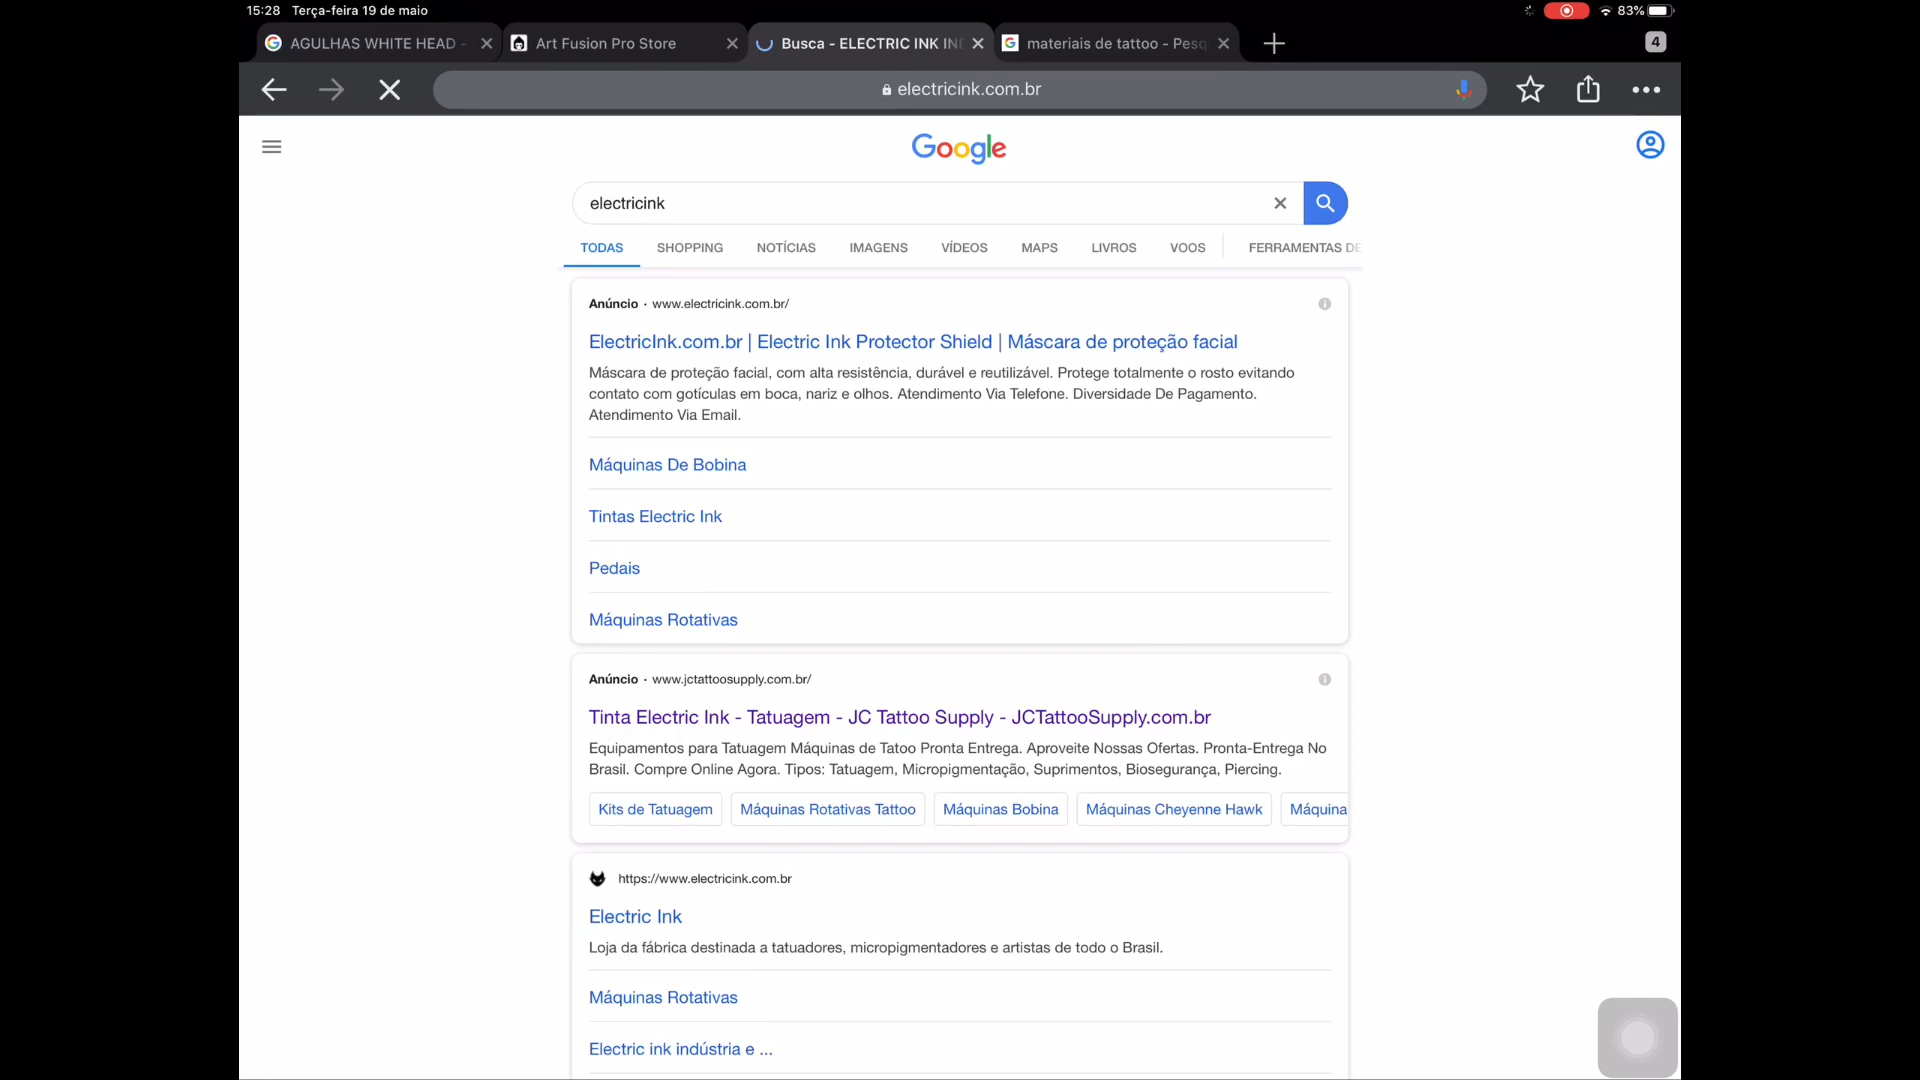 15:28 Terça-feira 19 de maio
83%
AGULHAS WHITE HEAD -
Art Fusion Pro Store
Busca - ELECTRIC INK IN
materiais de tattoo - Pesq
4
electricink.com.br
Google
electricink
TODAS SHOPPING NOTÍCIAS IMAGENS VÍDEOS MAPS LIVROS VOOS FERRAMENTAS DE
Anúncio · www.electricink.com.br/
ElectricInk.com.br | Electric Ink Protector Shield | Máscara de proteção facial
Máscara de proteção facial, com alta resistência, durável e reutilizável. Protege totalmente o rosto evitando
contato com gotículas em boca, nariz e olhos. Atendimento Via Telefone. Diversidade De Pagamento.
Atendimento Via Email.
Máquinas De Bobina
Tintas Electric Ink
Pedais
Máquinas Rotativas
Anúncio · www.jctattoosupply.com.br/
Tinta Electric Ink - Tatuagem - JC Tattoo Supply - JCTattooSupply.com.br
Equipamentos para Tatuagem Máquinas de Tatoo Pronta Entrega. Aproveite Nossas Ofertas. Pronta-Entrega No
Brasil. Compre Online Agora. Tipos: Tatuagem, Micropigmentação, Suprimentos, Biosegurança, Piercing.
Kits de Tatuagem Máquinas Rotativas Tattoo Máquinas Bobina Máquinas Cheyenne Hawk Máquina
https://www.electricink.com.br
Electric Ink
Loja da fábrica destinada a tatuadores, micropigmentadores e artistas de todo o Brasil.
Máquinas Rotativas
Electric ink indústria e ...